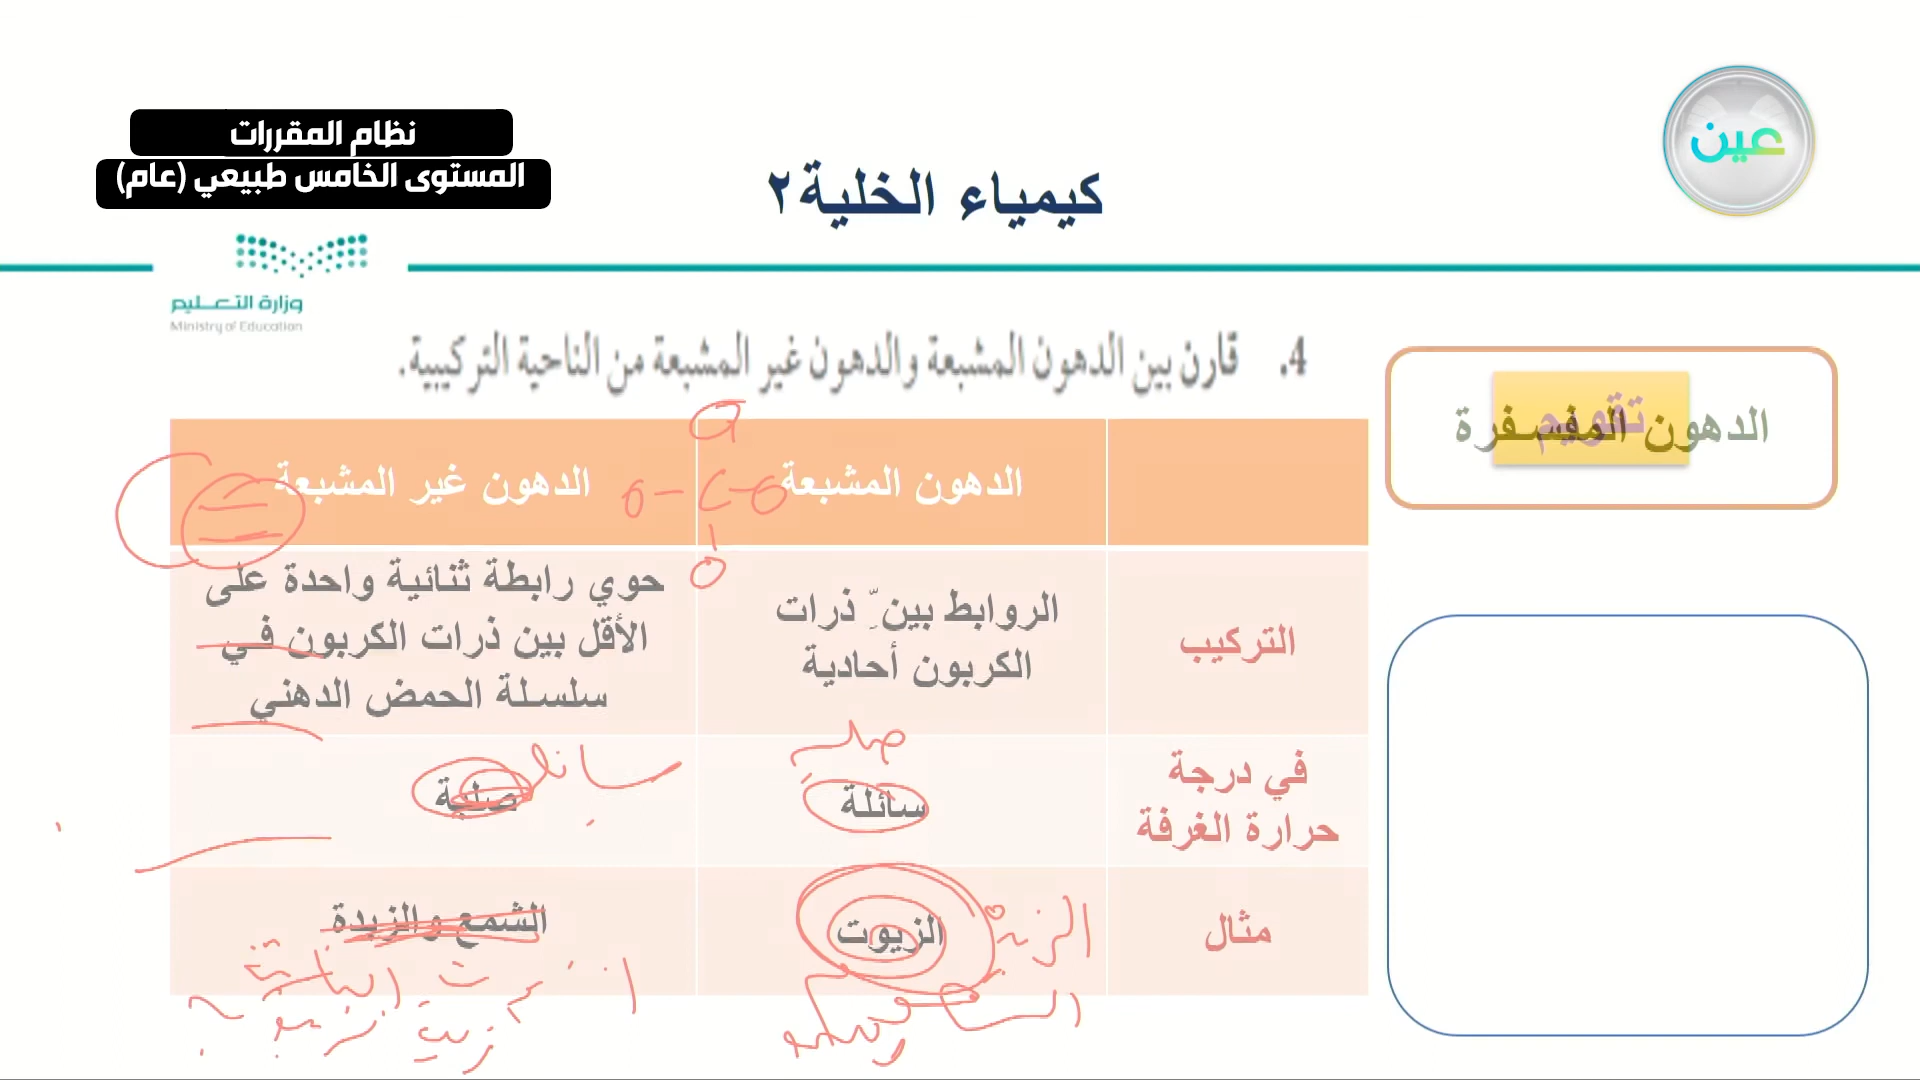 نظام المقررات
المستوى الخامس طبيعي (عام)
عين
كيمياء الخلية٢
وزارة التعليم
Ministry of Education
4. قارن بين الدهون المشبعة والدهون غير المشبعة من الناحية التركيبية.
الدهون المفسفرة
تقويم
الدهون المشبعة
الدهون غير المشبعة
التركيب
الروابط بين ذرات
الكربون أحادية
حوي رابطة ثنائية واحدة على
الأقل بين ذرات الكربون في
سلسلة الحمض الدهني
في درجة
حرارة الغرفة
سائلة
صلبة
مثال
الزيوت
الشمع والزبدة